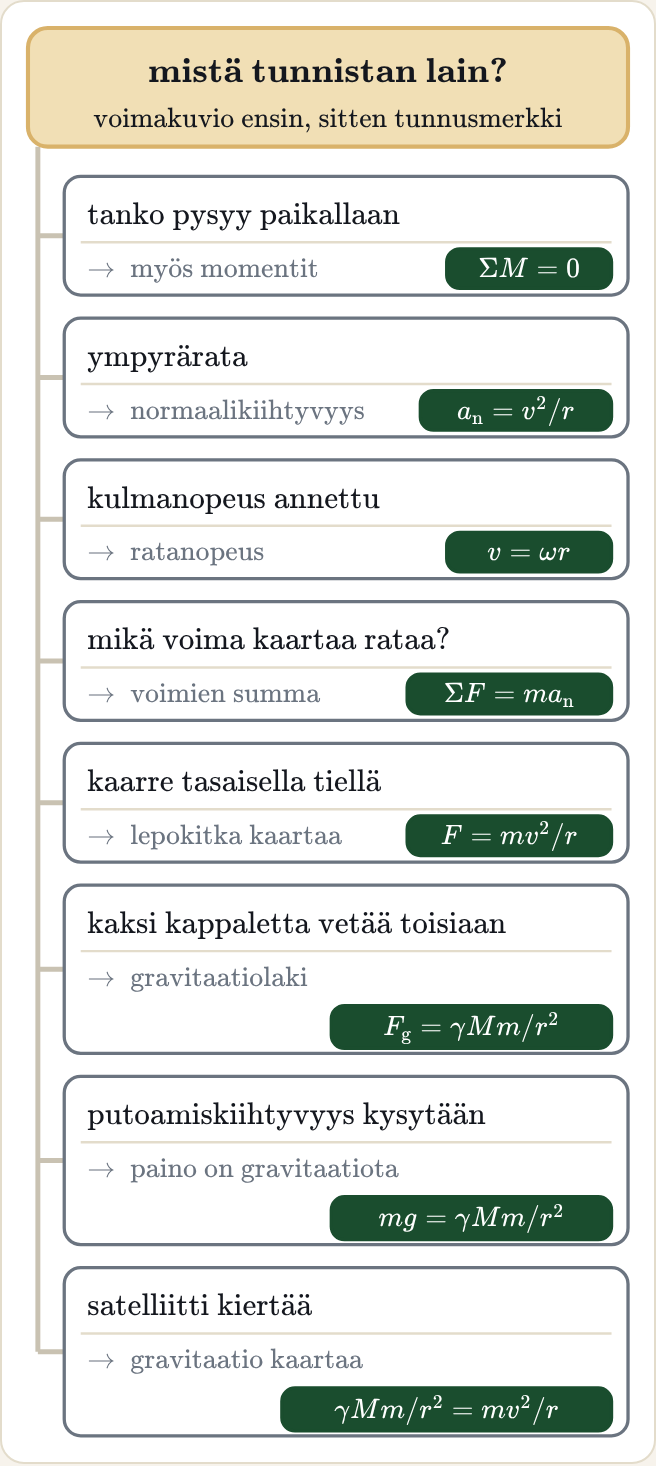 mistä tunnistan lain?
voimakuvio ensin, sitten tunnusmerkki
tanko pysyy paikallaan
→ myös momentit ΣM = 0
ympyrärata
→ normaalikiihtyvyys aₙ = v²/r
kulmanopeus annettu
→ ratanopeus v = ωr
mikä voima kaartaa rataa?
→ voimien summa ΣF = maₙ
kaarre tasaisella tiellä
→ lepokitka kaartaa F = mv²/r
kaksi kappaletta vetää toisiaan
→ gravitaatiolaki
F_g = γMm/r²
putoamiskiihtyvyys kysytään
→ paino on gravitaatiota
mg = γMm/r²
satelliitti kiertää
→ gravitaatio kaartaa
γMm/r² = mv²/r